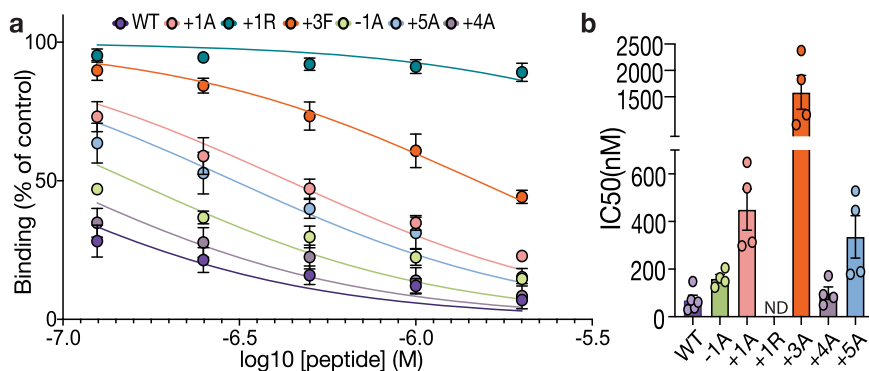 a
WT +1A +1R +3F -1A +5A +4A
Binding (% of control)
100
50
0
-7.0 -6.5 -6.0 -5.5
log10 [peptide] (M)
b
IC50(nM)
2500
2000
1500
600
400
200
0
ND
WT -1A +1A +1R +3A +4A +5A